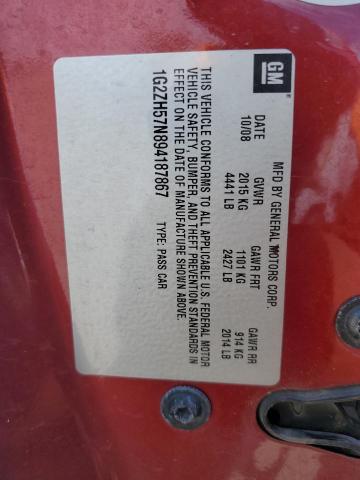 GM
MFD BY GENERAL MOTORS CORP.
DATE GVWR GAWR FRT GAWR RR
10/08 2015 KG 1101 KG 914 KG
4441 LB 2427 LB 2014 LB
THIS VEHICLE CONFORMS TO ALL APPLICABLE U.S. FEDERAL MOTOR
VEHICLE SAFETY, BUMPER, AND THEFT PREVENTION STANDARDS IN
EFFECT ON THE DATE OF MANUFACTURE SHOWN ABOVE.
1G2ZH57N894187867 TYPE: PASS CAR